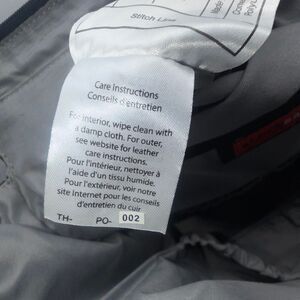 Stitch Line
Care Instructions
Conseils d'entretien
For interior, wipe clean with
a damp cloth. For outer,
see website for leather
care instructions.
Pour l'intérieur, nettoyer à
l'aide d'un tissu humide.
Pour l'extérieur, voir notre
site Internet pour les conseils
d'entretien du cuir.
TH- PO- 002